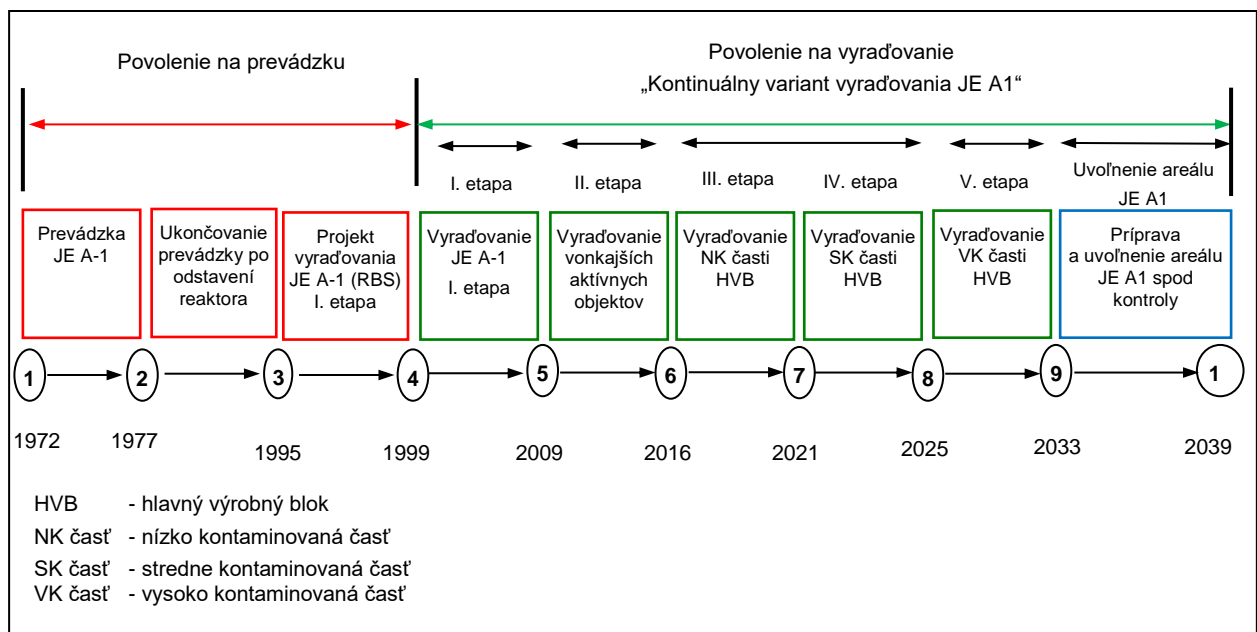 Povolenie na prevádzku
Povolenie na vyraďovanie
„Kontinuálny variant vyraďovania JE A1“
I. etapa
II. etapa
III. etapa
IV. etapa
V. etapa
Uvoľnenie areálu
JE A1
Prevádzka
JE A-1
Ukončovanie
prevádzky po
odstavení
reaktora
Projekt
vyraďovania
JE A-1 (RBS)
I. etapa
Vyraďovanie
JE A-1
I. etapa
Vyraďovanie
vonkajších
aktívnych
objektov
Vyraďovanie
NK časti
HVB
Vyraďovanie
SK časti
HVB
Vyraďovanie
VK časti
HVB
Príprava
a uvoľnenie areálu
JE A1 spod
kontroly
1 2 3 4 5 6 7 8 9 1
1972 1977 1995 1999 2009 2016 2021 2025 2033 2039
HVB - hlavný výrobný blok
NK časť - nízko kontaminovaná časť
SK časť - stredne kontaminovaná časť
VK časť - vysoko kontaminovaná časť